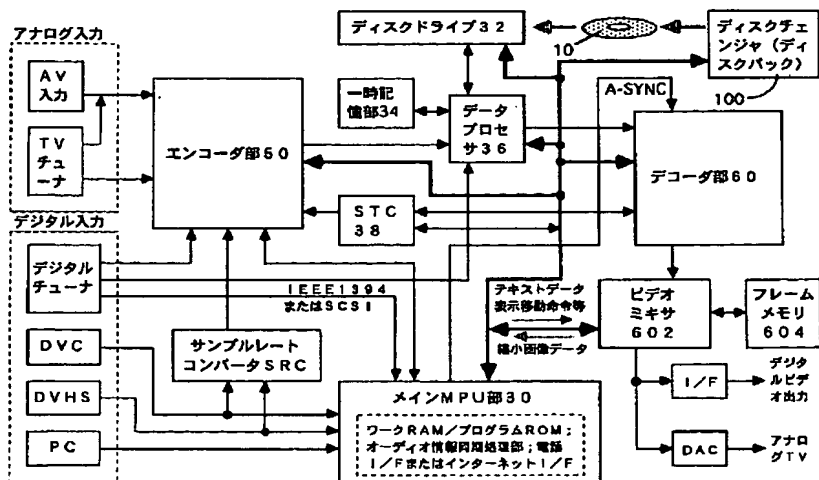 アナログ入力
AV
入力
TV
チュー
ナ
デジタル入力
デジタル
チューナ
DVC
DVHS
PC
エンコーダ部50
IEEE1394
またはSCSI
サンプルレート
コンバータSRC
ディスクドライブ32
一時記
憶部34
データ
プロセ
サ36
STC
38
10
ディスクチェン
ジャ(ディ
スクパック)
100
A-SYNC
デコーダ部60
テキストデータ
表示移動命令等
縮小画像データ
ビデオ
ミキサ
602
フレーム
メモリ
604
I/F
デジタ
ルビデ
オ出力
DAC
アナロ
グTV
メインMPU部30
ワークRAM/プログラムROM;
オーディオ情報同期処理部;電話
I/FまたはインターネットI/F